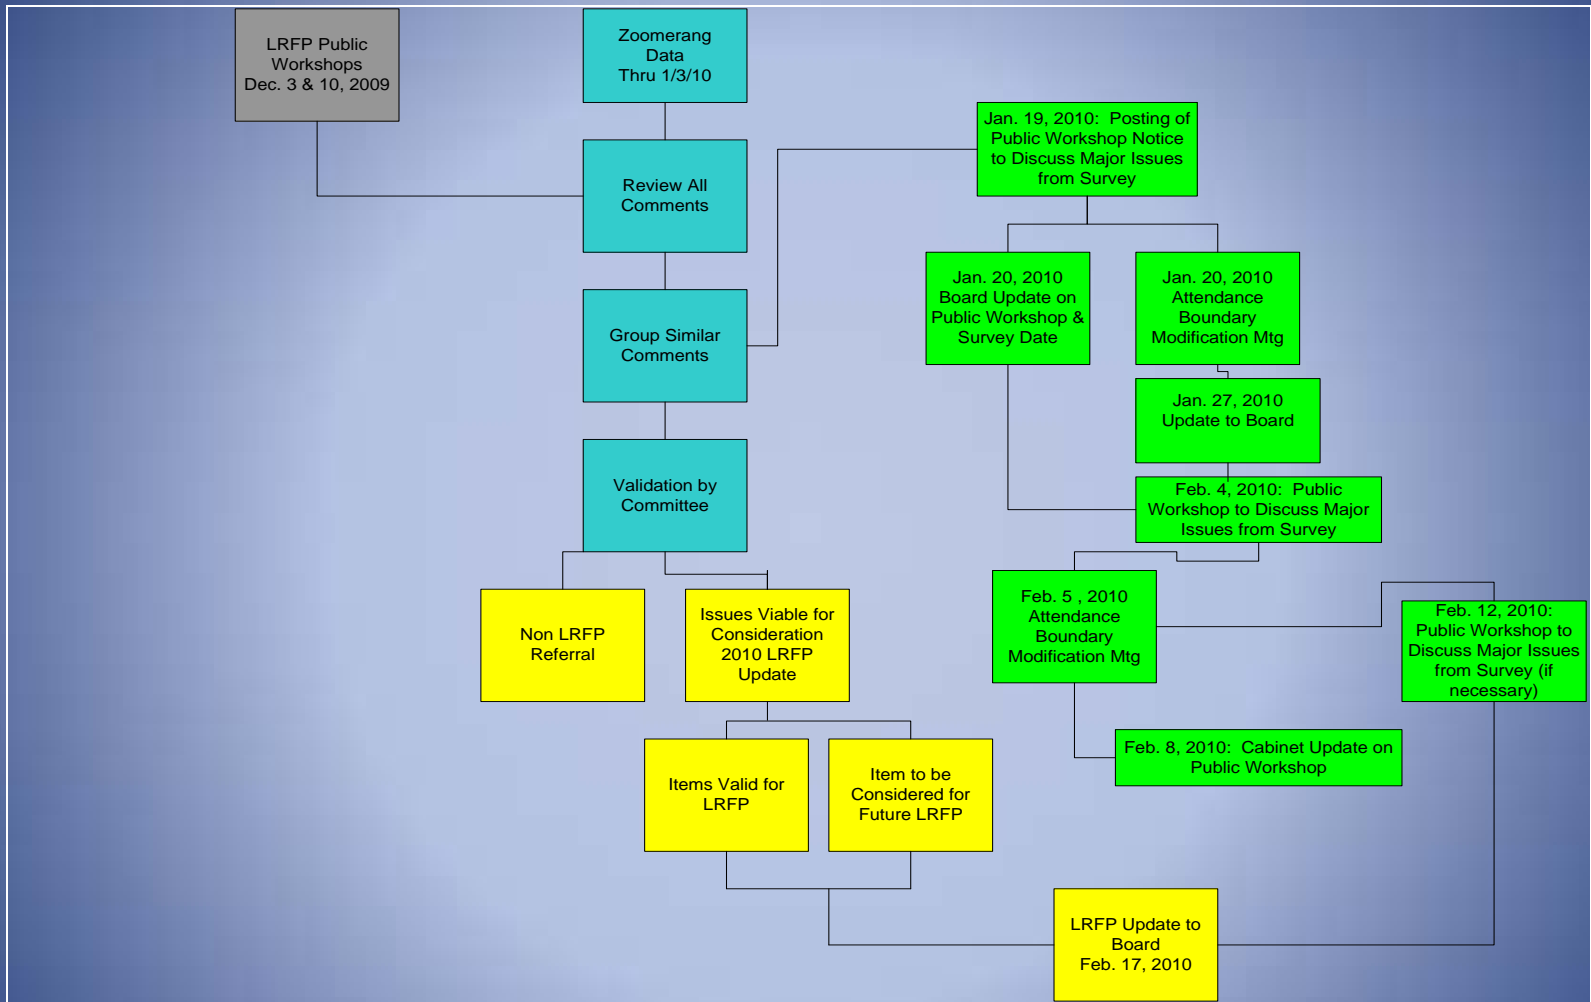 LRFP Public
Workshops
Dec. 3 & 10, 2009
Zoomerang
Data
Thru 1/3/10
Review All
Comments
Group Similar
Comments
Validation by
Committee
Non LRFP
Referral
Issues Viable for
Consideration
2010 LRFP
Update
Items Valid for
LRFP
Item to be
Considered for
Future LRFP
Jan. 19, 2010:  Posting of
Public Workshop Notice
to Discuss Major Issues
from Survey
Jan. 20, 2010
Board Update on
Public Workshop &
Survey Date
Jan. 20, 2010
Attendance
Boundary
Modification Mtg
Jan. 27, 2010
Update to Board
Feb. 4, 2010:  Public
Workshop to Discuss Major
Issues from Survey
Feb. 5 , 2010
Attendance
Boundary
Modification Mtg
Feb. 12, 2010:
Public Workshop to
Discuss Major Issues
from Survey (if
necessary)
Feb. 8, 2010:  Cabinet Update on
Public Workshop
LRFP Update to
Board
Feb. 17, 2010